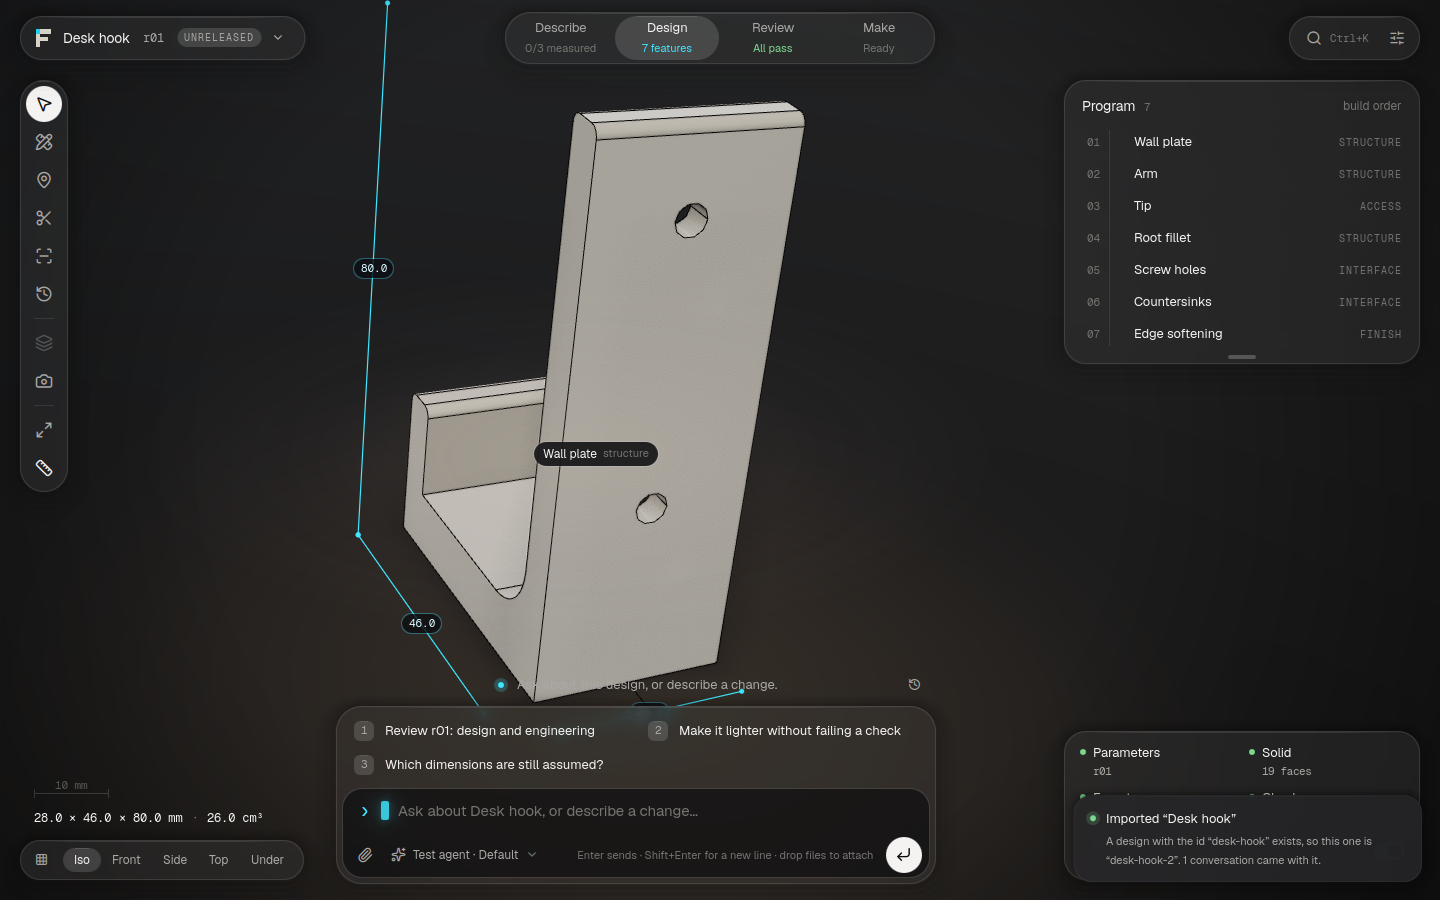 Desk hook r01 UNRELEASED
Describe
0/3 measured
Design
7 features
Review
All pass
Make
Ready
Ctrl+K
Program 7 build order
01 Wall plate STRUCTURE
02 Arm STRUCTURE
03 Tip ACCESS
04 Root fillet STRUCTURE
05 Screw holes INTERFACE
06 Countersinks INTERFACE
07 Edge softening FINISH
80.0
Wall plate structure
46.0
design, or describe a change.
1 Review r01: design and engineering
2 Make it lighter without failing a check
3 Which dimensions are still assumed?
Ask about Desk hook, or describe a change...
Test agent · Default
Enter sends · Shift+Enter for a new line · drop files to attach
10 mm
28.0 × 46.0 × 80.0 mm · 26.0 cm³
Iso Front Side Top Under
Parameters
r01
Solid
19 faces
Imported “Desk hook”
A design with the id “desk-hook” exists, so this one is
“desk-hook-2”. 1 conversation came with it.